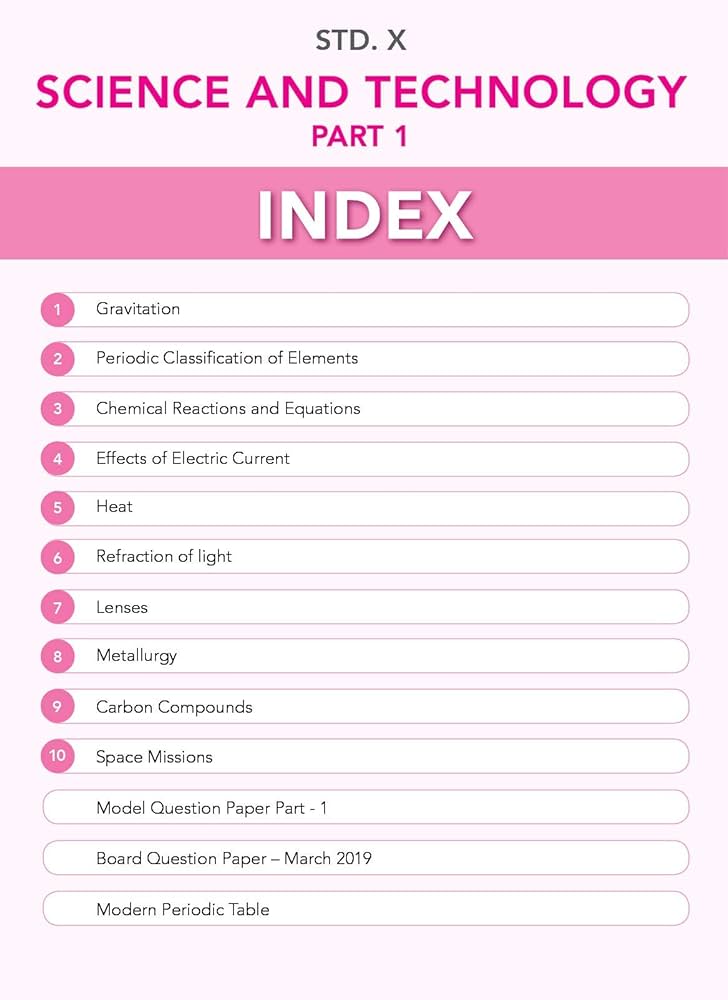 STD. X
SCIENCE AND TECHNOLOGY
PART 1
INDEX
1 Gravitation
2 Periodic Classification of Elements
3 Chemical Reactions and Equations
4 Effects of Electric Current
5 Heat
6 Refraction of light
7 Lenses
8 Metallurgy
9 Carbon Compounds
10 Space Missions
Model Question Paper Part - 1
Board Question Paper – March 2019
Modern Periodic Table